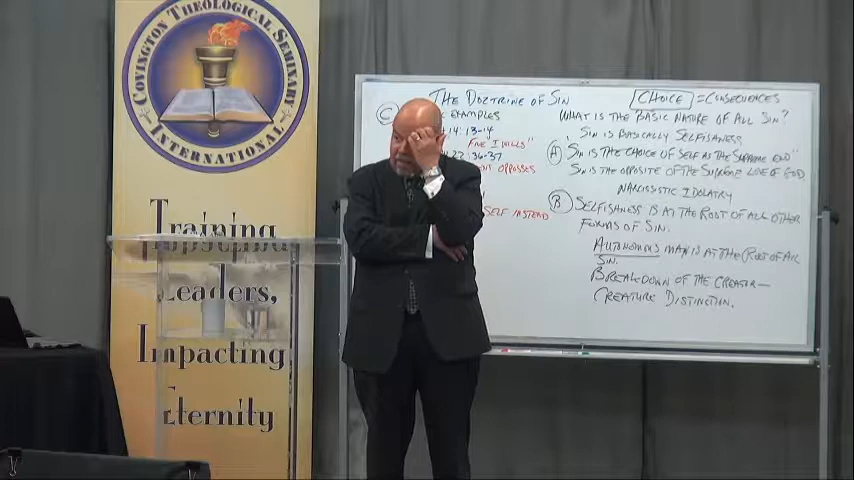 COVINGTON THEOLOGICAL SEMINARY
INTERNATIONAL
Training
Leaders,
Impacting
Eternity
THE DOCTRINE OF SIN
C EXAMPLES
14:13-14
FIVE I WILLS"
36-37
OPPOSES
SELF INSTEAD
CHOICE = CONSEQUENCES
WHAT IS THE BASIC NATURE OF ALL SIN?
SIN IS BASICALLY SELFISHNESS
A SIN IS THE CHOICE OF SELF AS THE SUPREME END"
SIN IS THE OPPOSITE OF THE SUPREME LOVE OF GOD,
NARCISSISTIC IDOLATRY
B SELFISHNESS IS AT THE ROOT OF ALL OTHER
FORMS OF SIN.
AUTONOMOUS MAN IS AT THE ROOT OF ALL
SIN.
BREAKDOWN OF THE CREATOR-
CREATURE DISTINCTION.